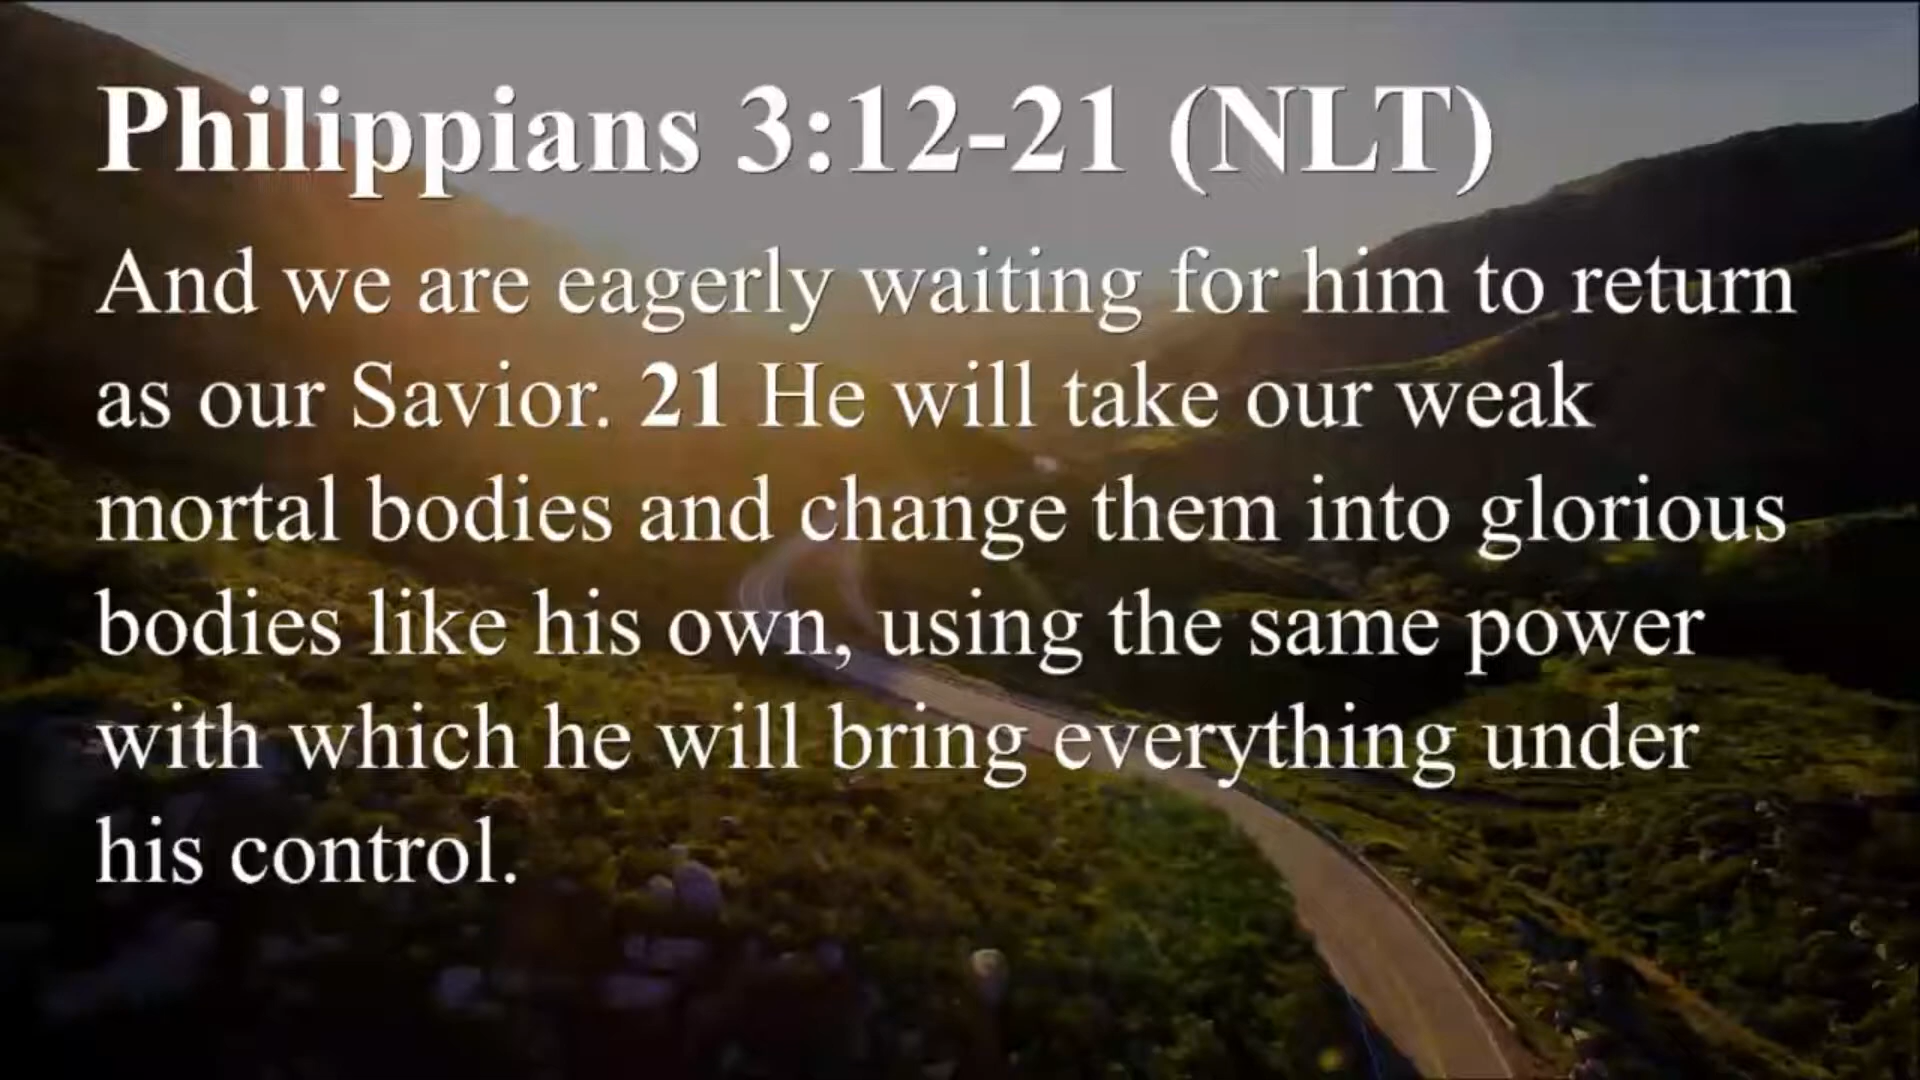 Philippians 3:12-21 (NLT)
And we are eagerly waiting for him to return
as our Savior. 21 He will take our weak
mortal bodies and change them into glorious
bodies like his own, using the same power
with which he will bring everything under
his control.